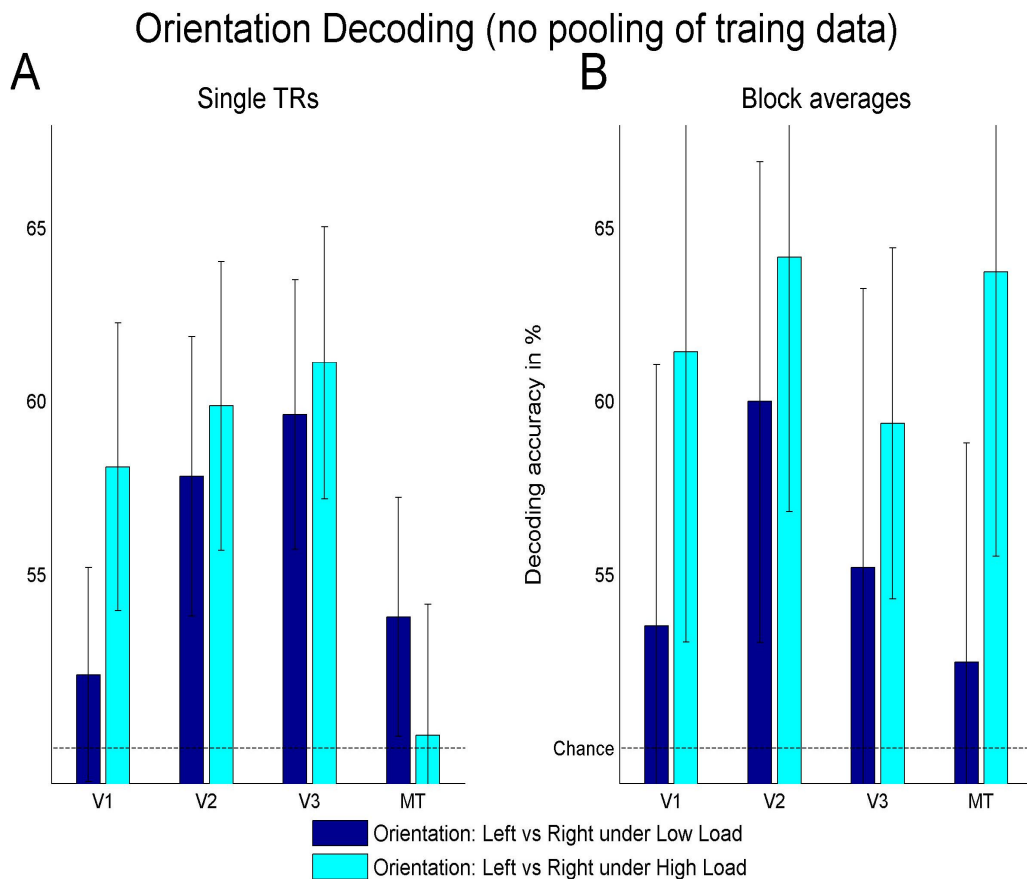 Orientation Decoding (no pooling of traing data)
A
Single TRs
65
60
55
V1
V2
V3
MT
B
Block averages
Decoding accuracy in %
65
60
55
Chance
V1
V2
V3
MT
Orientation: Left vs Right under Low Load
Orientation: Left vs Right under High Load